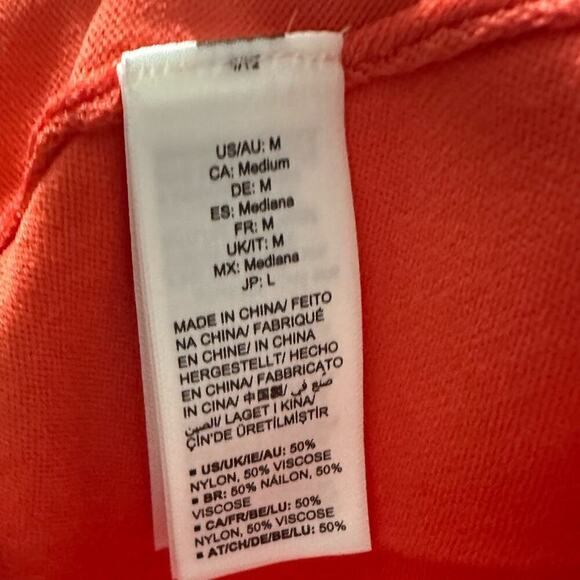 US/AU: M
CA: Medium
DE: M
ES: Mediana
FR: M
UK/IT: M
MX: Mediana
JP: L
MADE IN CHINA/ FEITO
NA CHINA/ FABRIQUÉ
EN CHINE/ IN CHINA
HERGESTELLT/ HECHO
EN CHINA/ FABBRICATO
IN CINA/ 中国製/ صنع في
الصين/ LAGET I KINA/
ÇİN'DE ÜRETİLMİŞTİR
▪ US/UK/IE/AU: 50%
NYLON, 50% VISCOSE
▪ BR: 50% NÁILON, 50%
VISCOSE
▪ CA/FR/BE/LU: 50%
NYLON, 50% VISCOSE
▪ AT/CH/DE/BE/LU: 50%